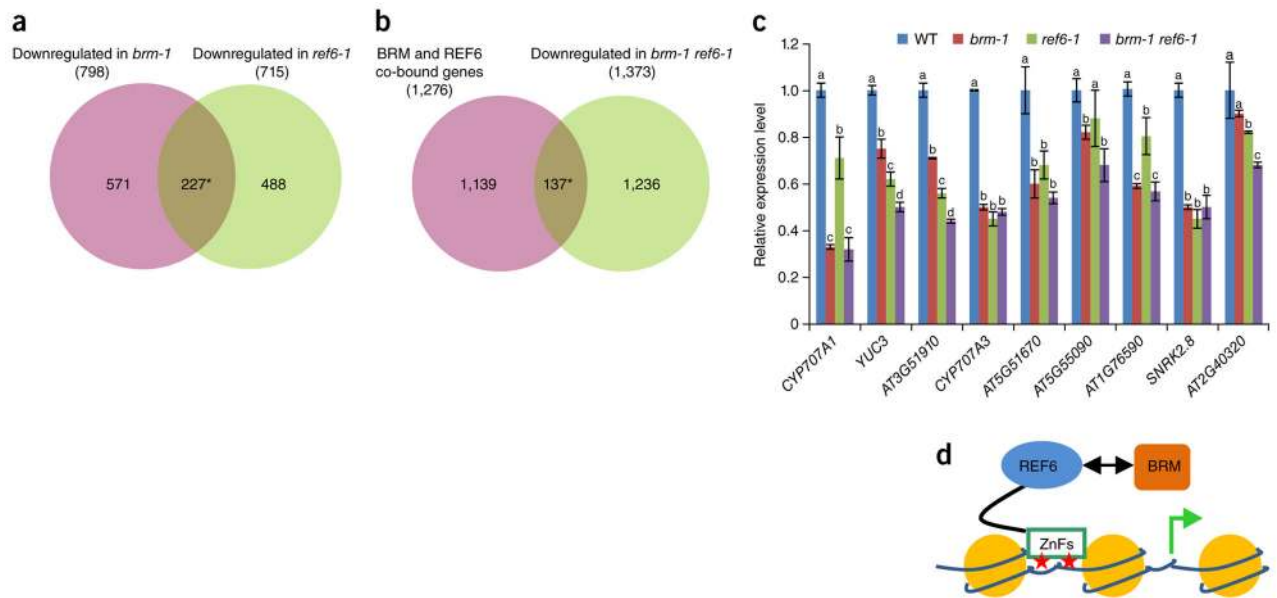 a
Downregulated in brm-1
(798)
Downregulated in ref6-1
(715)
571
227*
488
b
BRM and REF6
co-bound genes
(1,276)
Downregulated in brm-1 ref6-1
(1,373)
1,139
137*
1,236
c
WT brm-1 ref6-1 brm-1 ref6-1
Relative expression level
1.2
1.0
0.8
0.6
0.4
0.2
0
a c b c
a b c d
a b c d
a b b b
a b b b
a b a b
a c b c
a b b b
a a b c
CYP707A1
YUC3
AT3G51910
CYP707A3
AT5G51670
AT5G55090
AT1G76590
SNRK2.8
AT2G40320
d
REF6
BRM
ZnFs